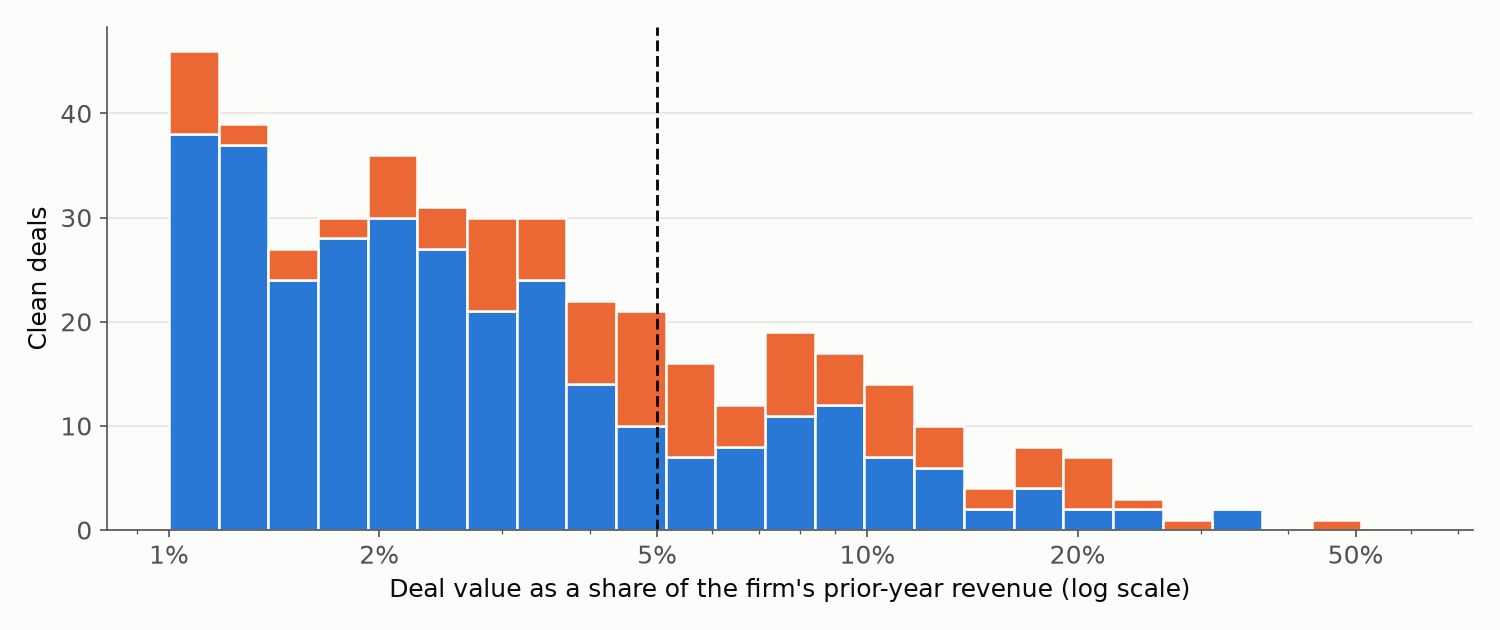 Clean deals
40
30
20
10
0
1% 2% 5% 10% 20% 50%
Deal value as a share of the firm's prior-year revenue (log scale)